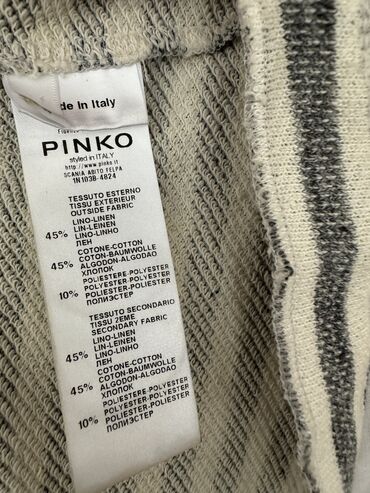 de In Italy
PINKO
styled in ITALY
http://www.pinko.it
SCANIA ABITO FELPA
1N103B-4824
TESSUTO ESTERNO
TISSU EXTERIEUR
OUTSIDE FABRIC
LINO-LINEN
45% LIN-LEINEN
LINO-LINHO
ЛЕН
COTONE-COTTON
45% COTON-BAUMWOLLE
ALGODON-ALGODAO
ХЛОПОК
POLIESTERE-POLYESTER
10% POLYESTER-POLYESTER
POLIESTER-POLIESTER
ПОЛИЭСТЕР
TESSUTO SECONDARIO
TISSU 2EME
SECONDARY FABRIC
LINO-LINEN
45% LIN-LEINEN
LINO-LINHO
ЛЕН
COTONE-COTTON
45% COTON-BAUMWOLLE
ALGODON-ALGODAO
ХЛОПОК
POLIESTERE-POLYESTER
10% POLYESTER-POLYESTER
POLIESTER-POLIESTER
ПОЛИЭСТЕР